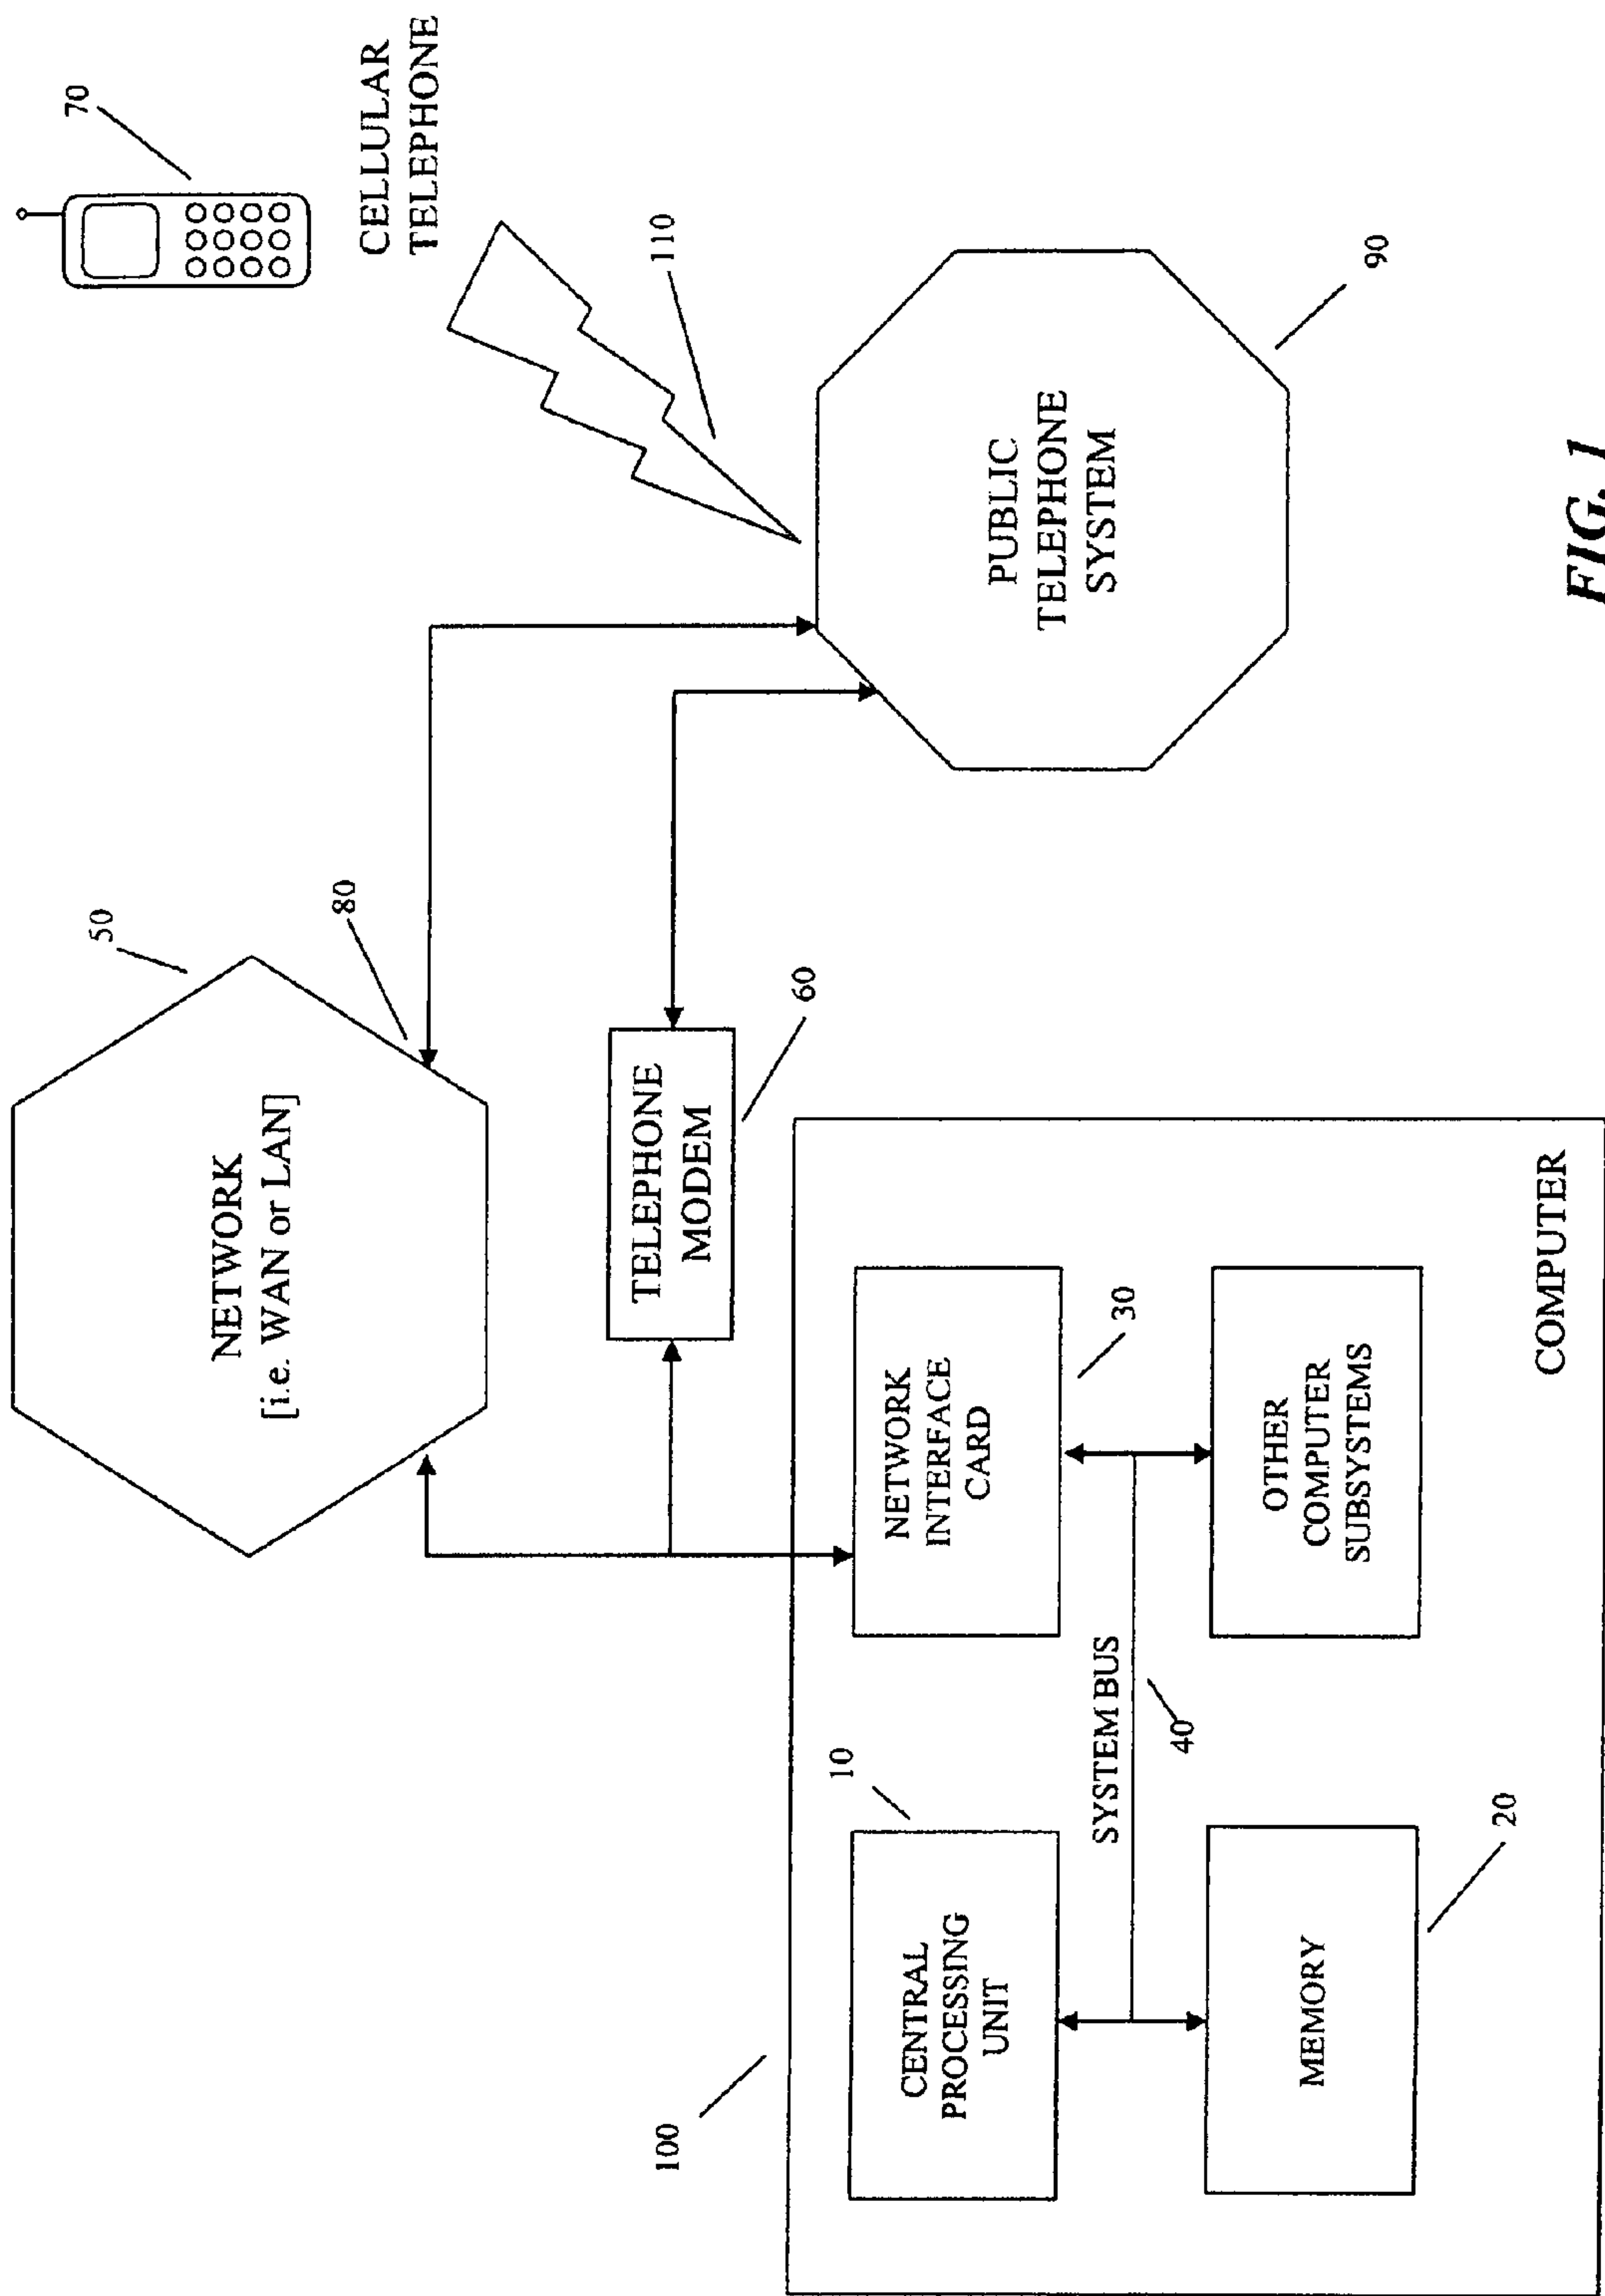 70
CELLULAR
TELEPHONE
50
NETWORK
[i.e. WAN or LAN]
80
110
TELEPHONE
MODEM
60
PUBLIC
TELEPHONE
SYSTEM
90
100
10
CENTRAL
PROCESSING
UNIT
NETWORK
INTERFACE
CARD
30
SYSTEM BUS
40
MEMORY
20
OTHER
COMPUTER
SUBSYSTEMS
COMPUTER
FIG. 1